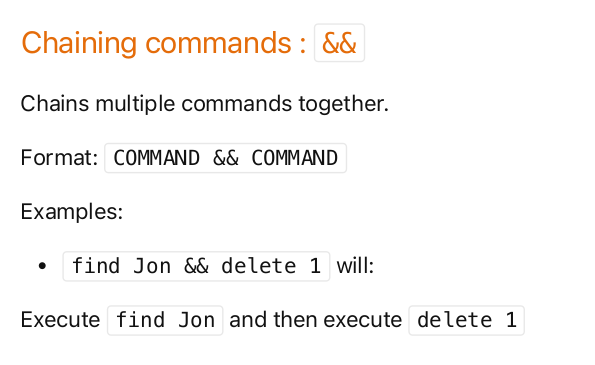 Chaining commands : &&
Chains multiple commands together.
Format: COMMAND && COMMAND
Examples:
• find Jon && delete 1 will:
Execute find Jon and then execute delete 1